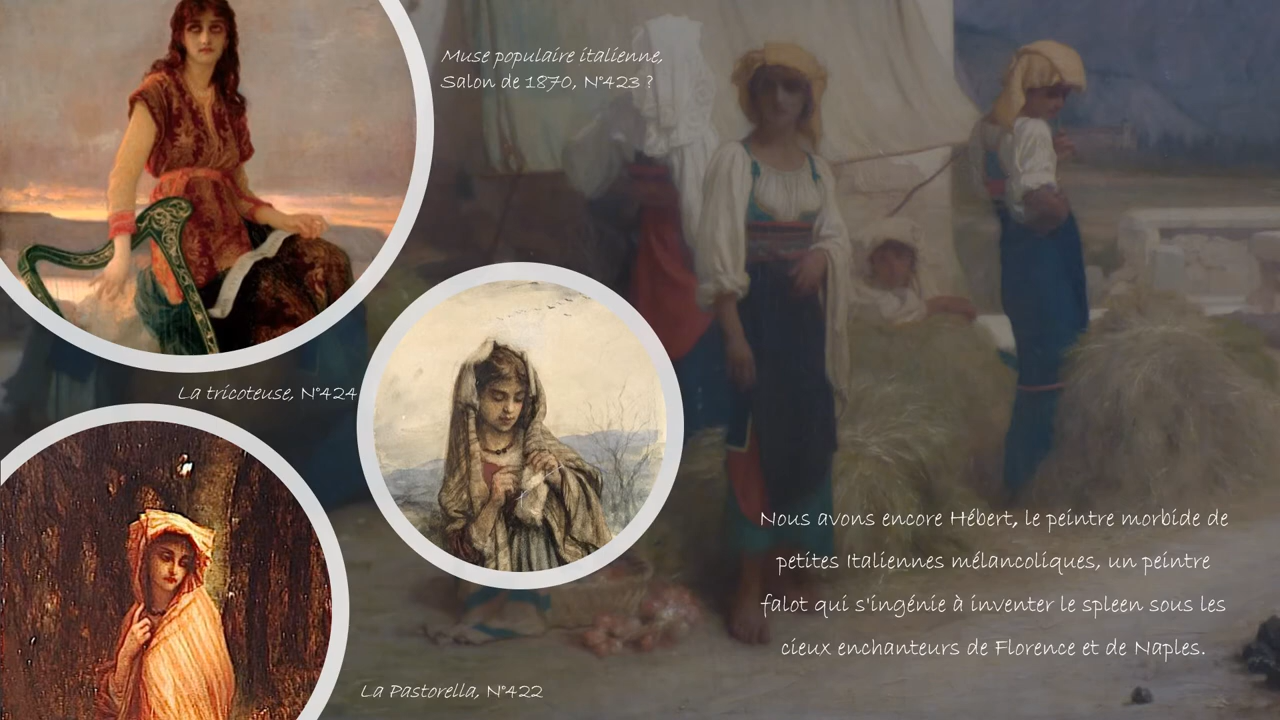 Muse populaire italienne,
Salon de 1870, N°423 ?
La tricoteuse, N°424
La Pastorella, N°422
Nous avons encore Hébert, le peintre morbide de
petites Italiennes mélancoliques, un peintre
falot qui s'ingénie à inventer le spleen sous les
cieux enchanteurs de Florence et de Naples.